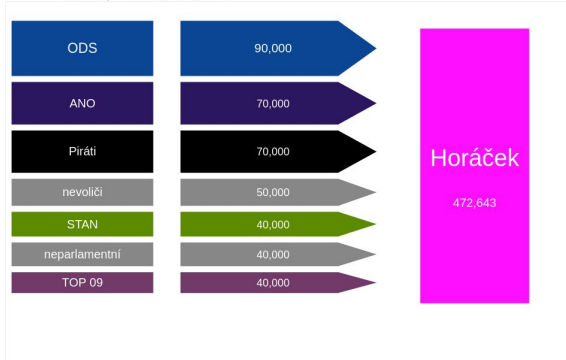 ODS 90,000
ANO 70,000
Piráti 70,000
nevoliči 50,000
STAN 40,000
neparlamentní 40,000
TOP 09 40,000
Horáček
472,643